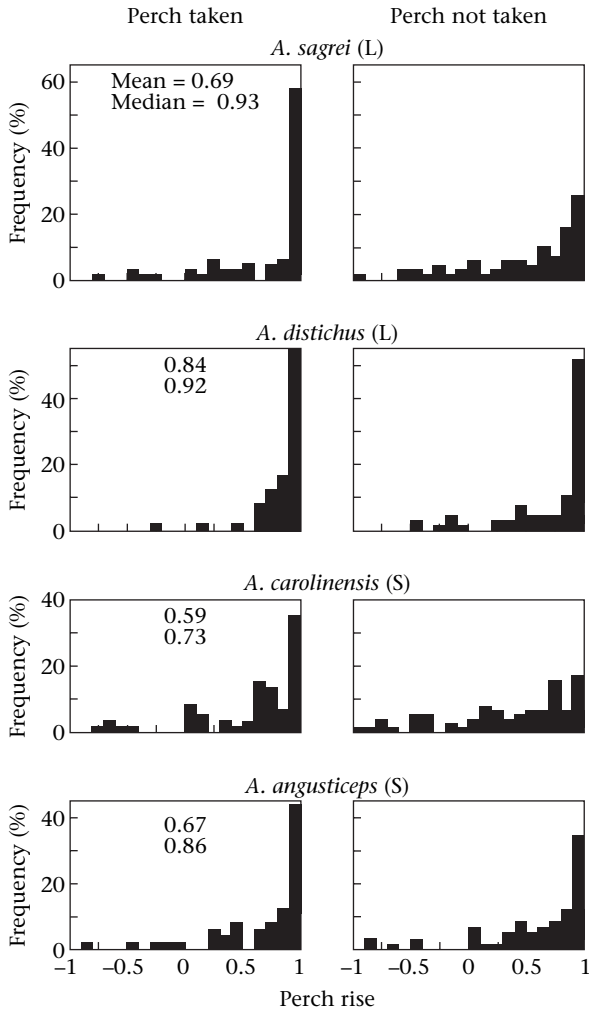 Perch taken
Perch not taken
A. sagrei (L)
Frequency (%)
60
40
20
0
Mean = 0.69
Median = 0.93
A. distichus (L)
Frequency (%)
40
20
0
0.84
0.92
A. carolinensis (S)
Frequency (%)
40
20
0
0.59
0.73
A. angusticeps (S)
Frequency (%)
40
20
0
0.67
0.86
−1 −0.5 0 0.5 1
−1 −0.5 0 0.5 1
Perch rise